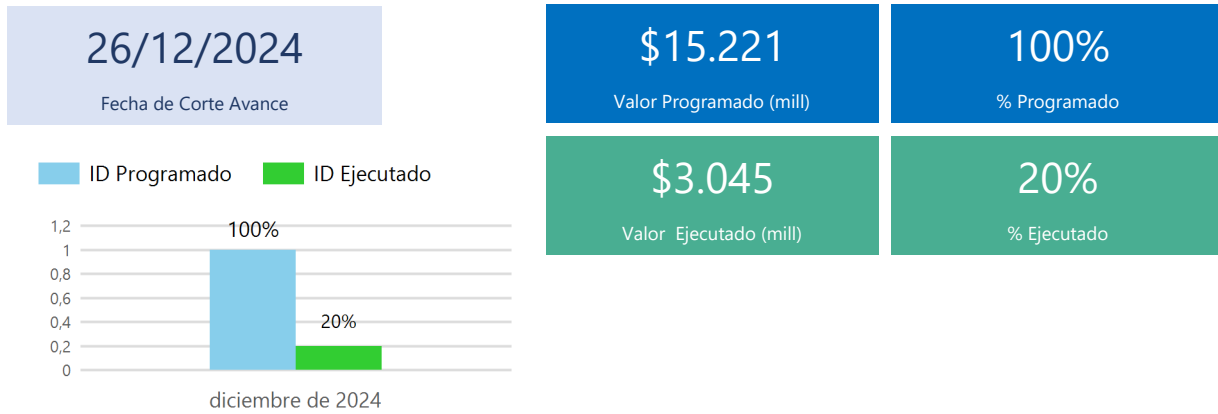 26/12/2024
Fecha de Corte Avance
$15.221
Valor Programado (mill)
100%
% Programado
$3.045
Valor  Ejecutado (mill)
20%
% Ejecutado
ID Programado
ID Ejecutado
1,2
1
0,8
0,6
0,4
0,2
0
100%
20%
diciembre de 2024